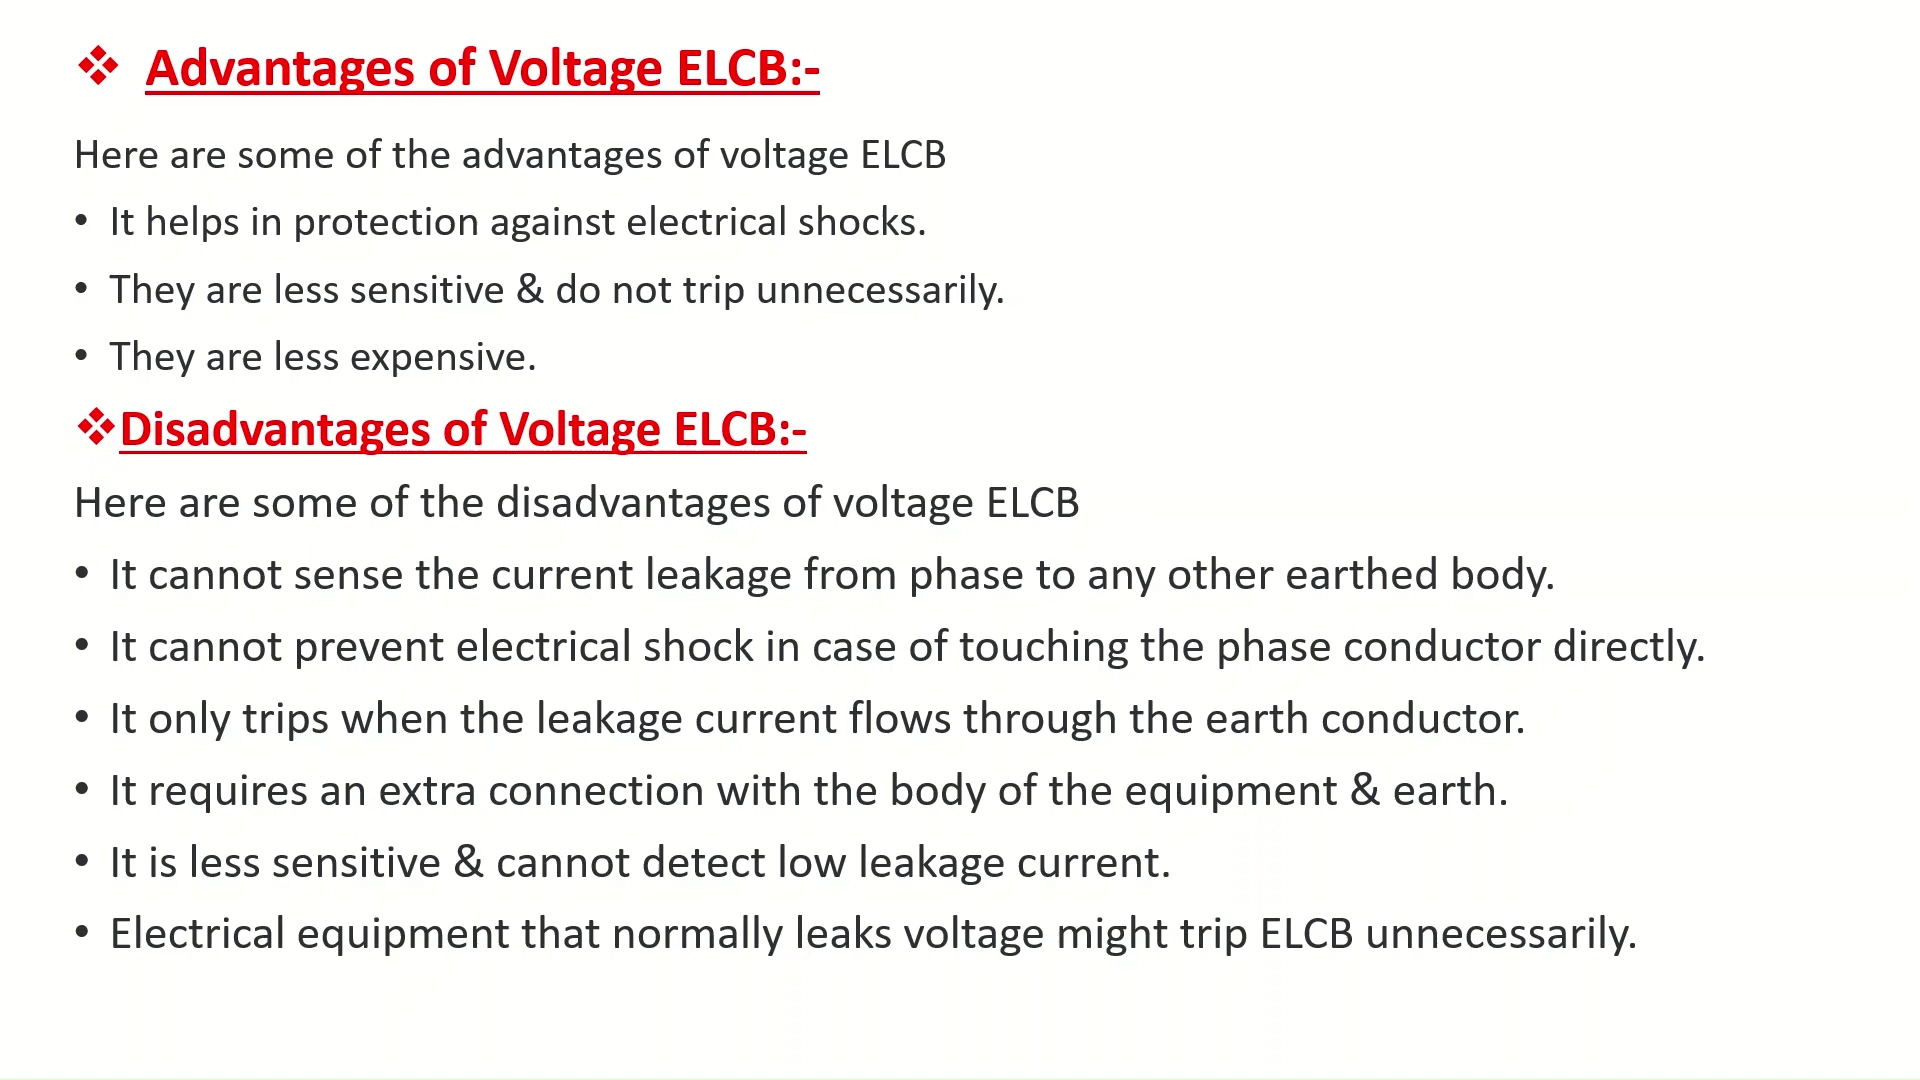 ❖ Advantages of Voltage ELCB:-
Here are some of the advantages of voltage ELCB
• It helps in protection against electrical shocks.
• They are less sensitive & do not trip unnecessarily.
• They are less expensive.
❖Disadvantages of Voltage ELCB:-
Here are some of the disadvantages of voltage ELCB
• It cannot sense the current leakage from phase to any other earthed body.
• It cannot prevent electrical shock in case of touching the phase conductor directly.
• It only trips when the leakage current flows through the earth conductor.
• It requires an extra connection with the body of the equipment & earth.
• It is less sensitive & cannot detect low leakage current.
• Electrical equipment that normally leaks voltage might trip ELCB unnecessarily.